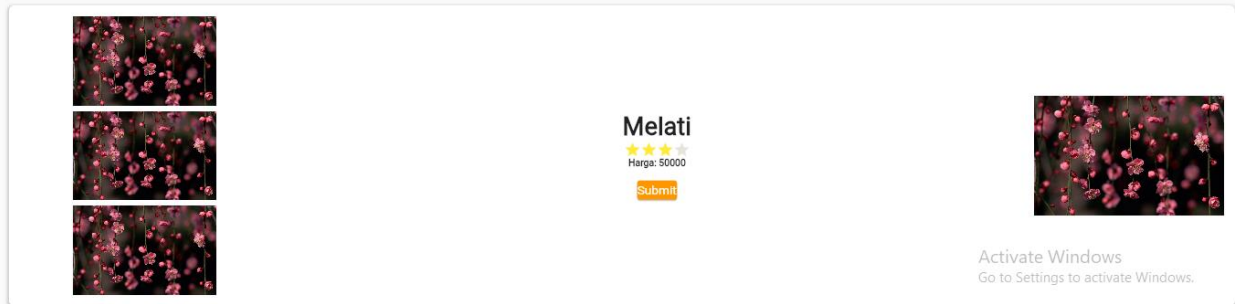 Melati
Harga: 50000
Submit
Activate Windows
Go to Settings to activate Windows.